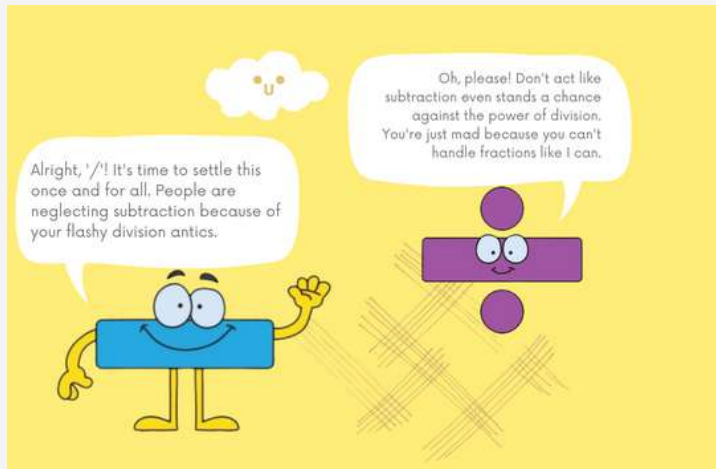 Alright, '/'! It's time to settle this
once and for all. People are
neglecting subtraction because of
your flashy division antics.
Oh, please! Don't act like
subtraction even stands a chance
against the power of division.
You're just mad because you can't
handle fractions like I can.